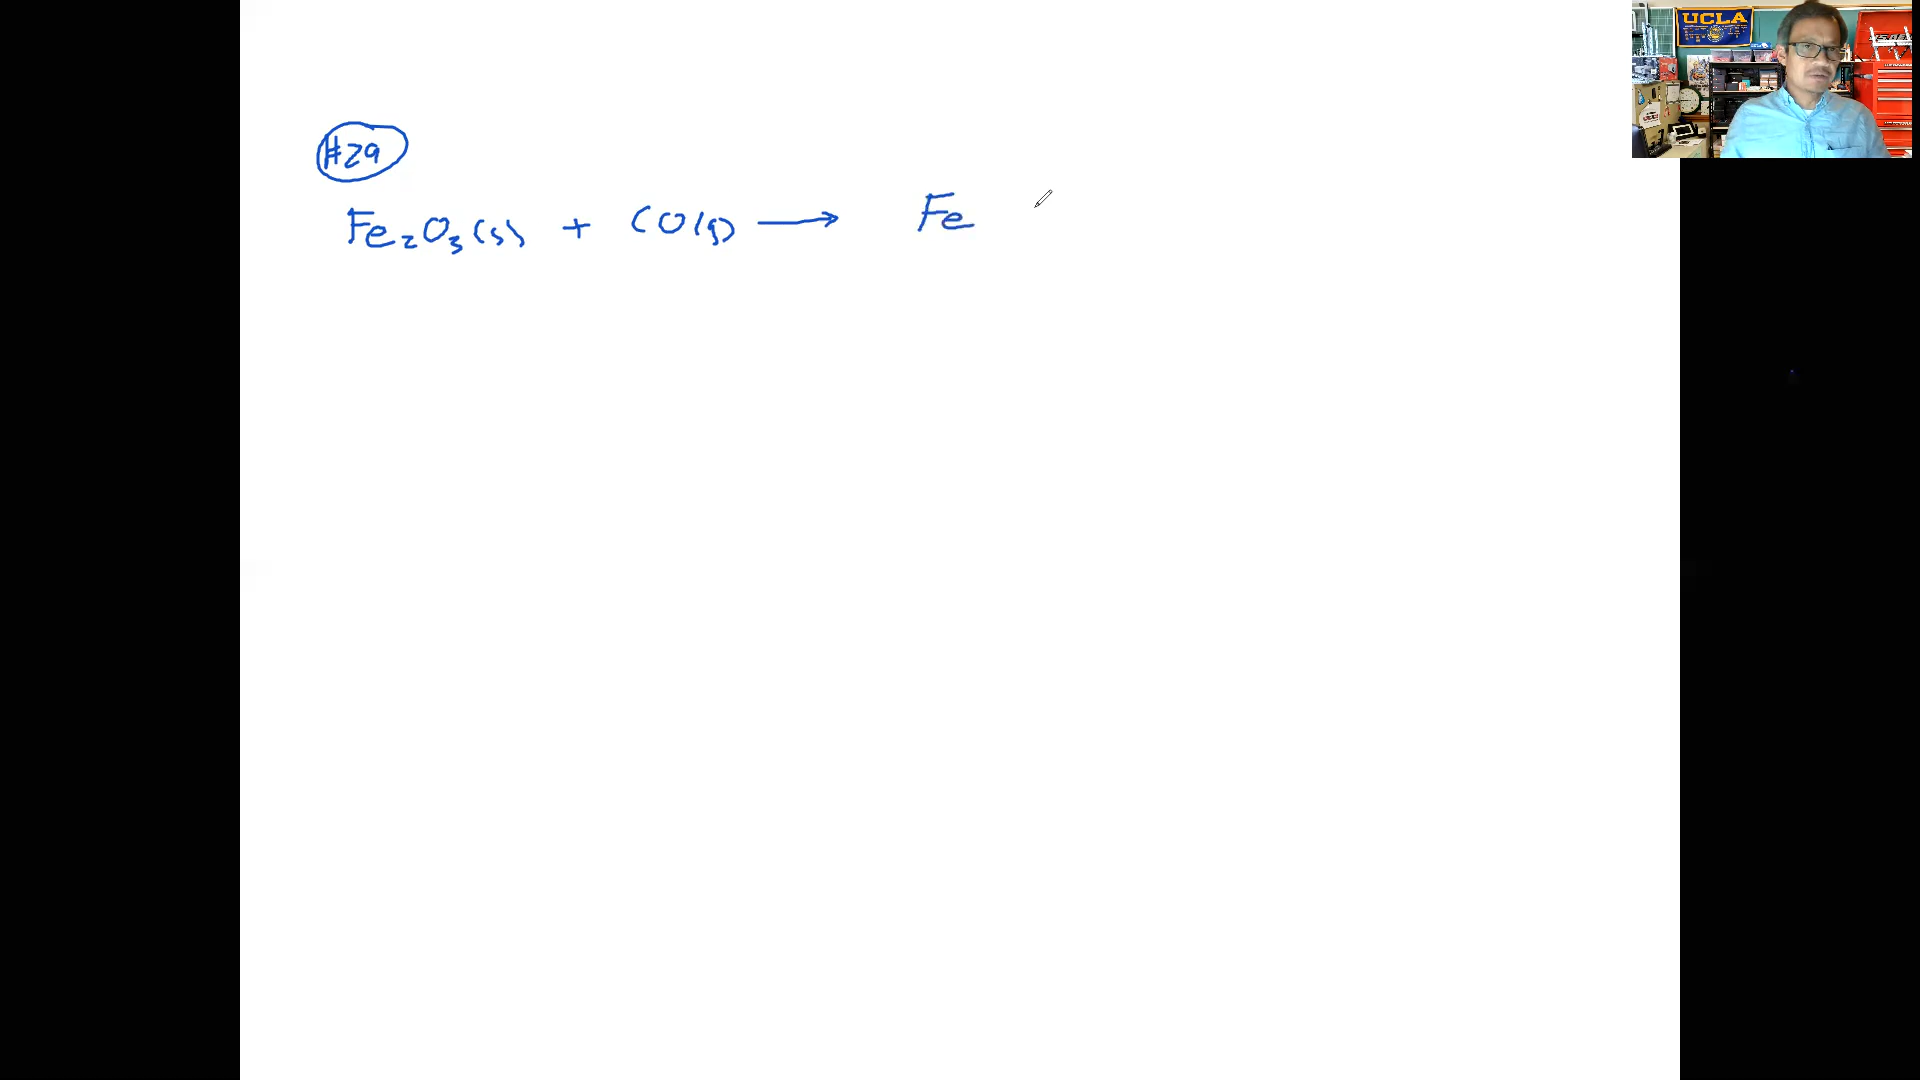 UCLA
#29
Fe₂O₃(s) + CO(g) ⟶ Fe